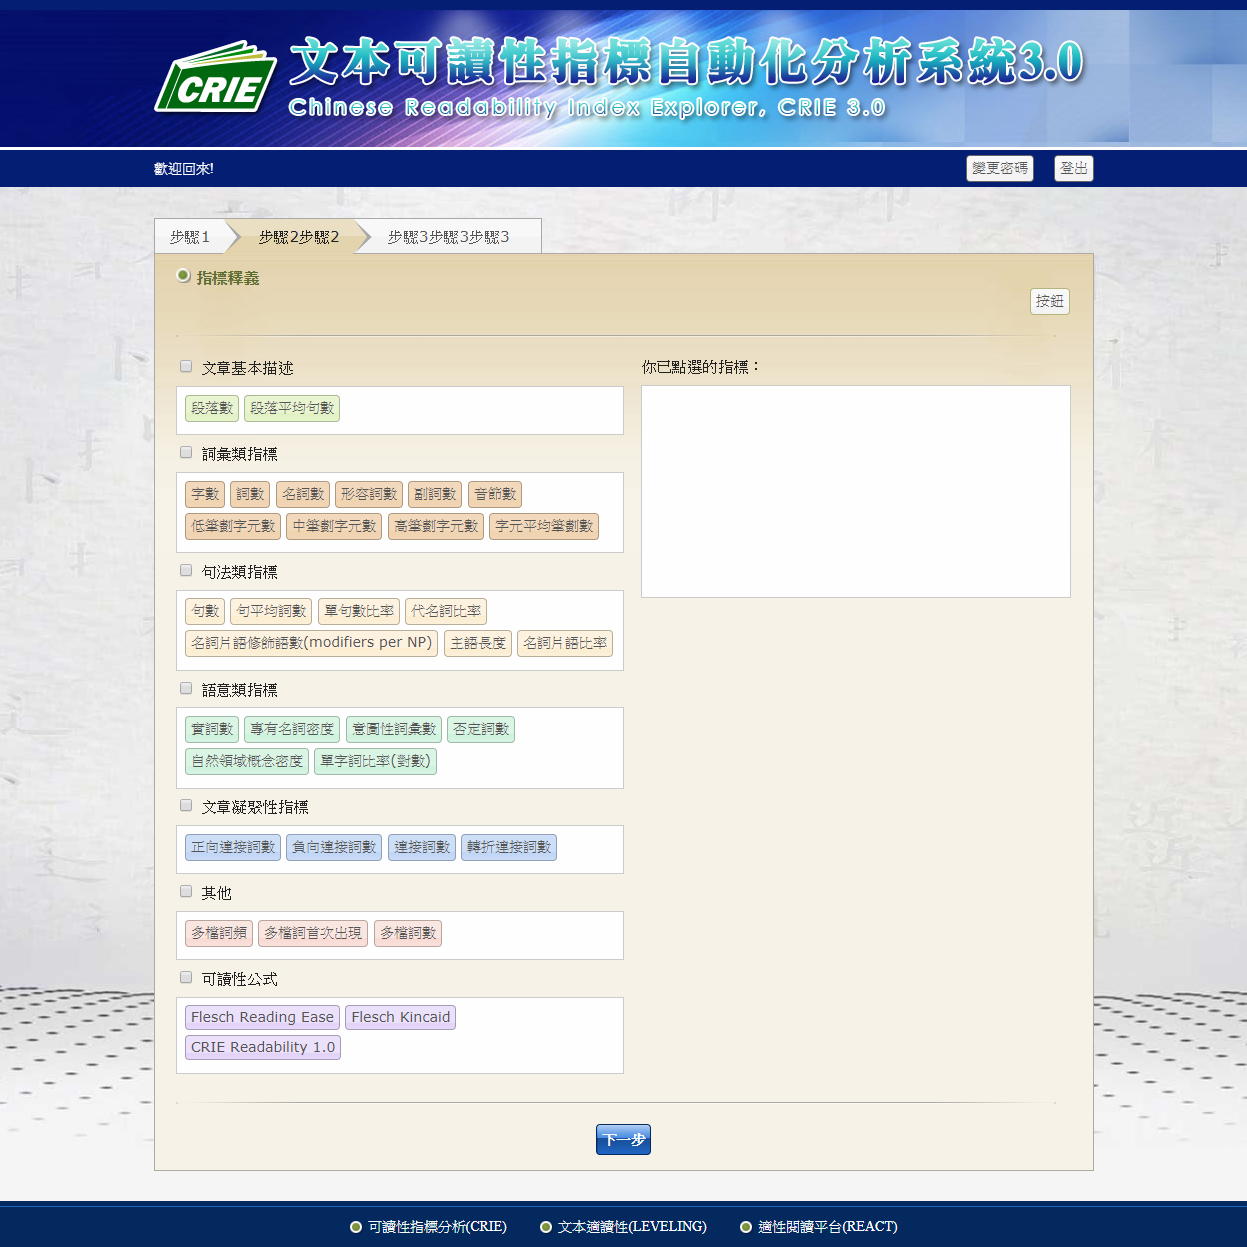 CRIE 文本可讀性指標自動化分析系統3.0
Chinese Readability Index Explorer, CRIE 3.0
歡迎回來! 變更密碼 登出
步驟1 步驟2步驟2 步驟3步驟3步驟3
指標釋義
按鈕
文章基本描述
段落數 段落平均句數
詞彙類指標
字數 詞數 名詞數 形容詞數 副詞數 音節數
低筆劃字元數 中筆劃字元數 高筆劃字元數 字元平均筆劃數
句法類指標
句數 句平均詞數 單句數比率 代名詞比率
名詞片語修飾語數(modifiers per NP) 主語長度 名詞片語比率
語意類指標
實詞數 專有名詞密度 意圖性詞彙數 否定詞數
自然領域概念密度 單字詞比率(對數)
文章凝聚性指標
正向連接詞數 負向連接詞數 連接詞數 轉折連接詞數
其他
多檔詞頻 多檔詞首次出現 多檔詞數
可讀性公式
Flesch Reading Ease Flesch Kincaid
CRIE Readability 1.0
你已點選的指標：
下一步
可讀性指標分析(CRIE) 文本適讀性(LEVELING) 適性閱讀平台(REACT)